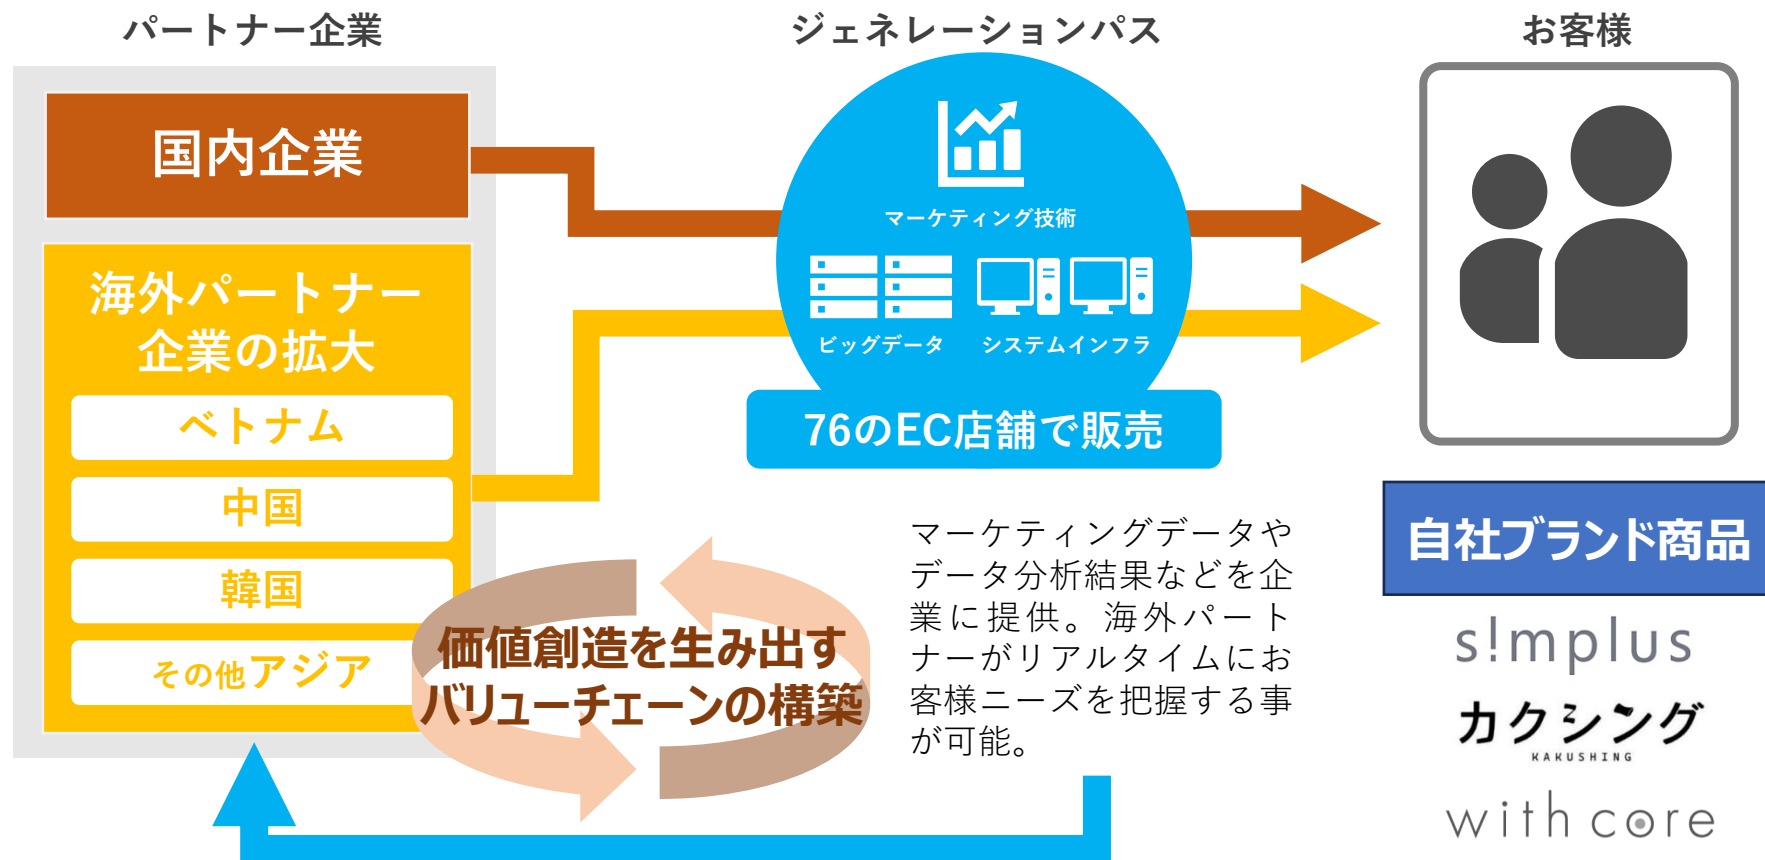 パートナー企業
ジェネレーションパス
お客様
国内企業
海外パートナー
企業の拡大
ベトナム
中国
韓国
その他アジア
マーケティング技術
ビッグデータ
システムインフラ
76のEC店舗で販売
価値創造を生み出す
バリューチェーンの構築
マーケティングデータや
データ分析結果などを企
業に提供。海外パート
ナーがリアルタイムにお
客様ニーズを把握する事
が可能。
自社ブランド商品
s!mplus
カクシング
KAKUSHING
with core